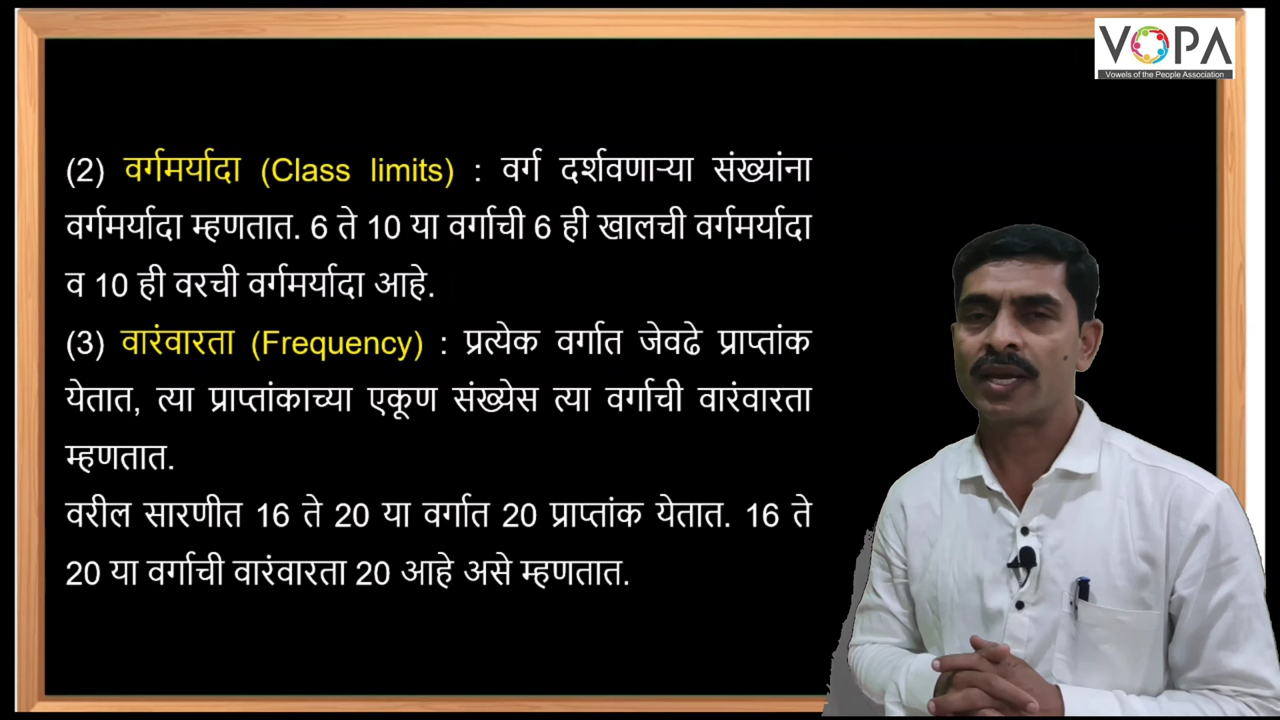 VOPA
Vowels of the People Association
(2) वर्गमर्यादा (Class limits) : वर्ग दर्शवणाऱ्या संख्यांना
वर्गमर्यादा म्हणतात. 6 ते 10 या वर्गाची 6 ही खालची वर्गमर्यादा
व 10 ही वरची वर्गमर्यादा आहे.
(3) वारंवारता (Frequency) : प्रत्येक वर्गात जेवढे प्राप्तांक
येतात, त्या प्राप्तांकाच्या एकूण संख्येस त्या वर्गाची वारंवारता
म्हणतात.
वरील सारणीत 16 ते 20 या वर्गात 20 प्राप्तांक येतात. 16 ते
20 या वर्गाची वारंवारता 20 आहे असे म्हणतात.